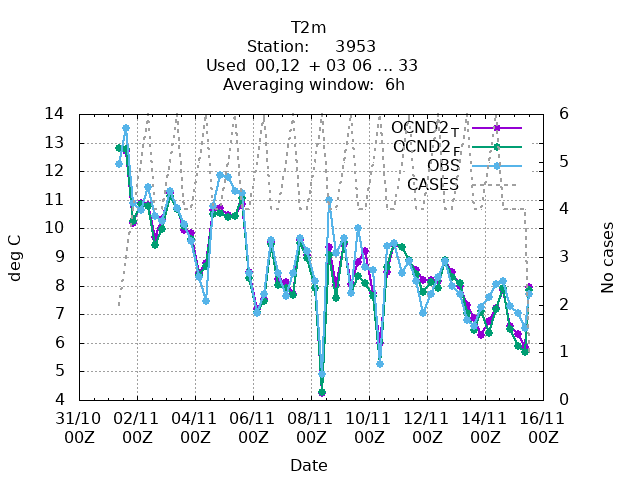 T2m
Station: 3953
Used 00,12 + 03 06 ... 33
Averaging window: 6h
14
13
12
11
10
9
8
7
6
5
4
deg C
6
5
4
3
2
1
0
No cases
OCND2_T
OCND2_F
OBS
CASES
31/10 02/11 04/11 06/11 08/11 10/11 12/11 14/11 16/11
00Z 00Z 00Z 00Z 00Z 00Z 00Z 00Z 00Z
Date